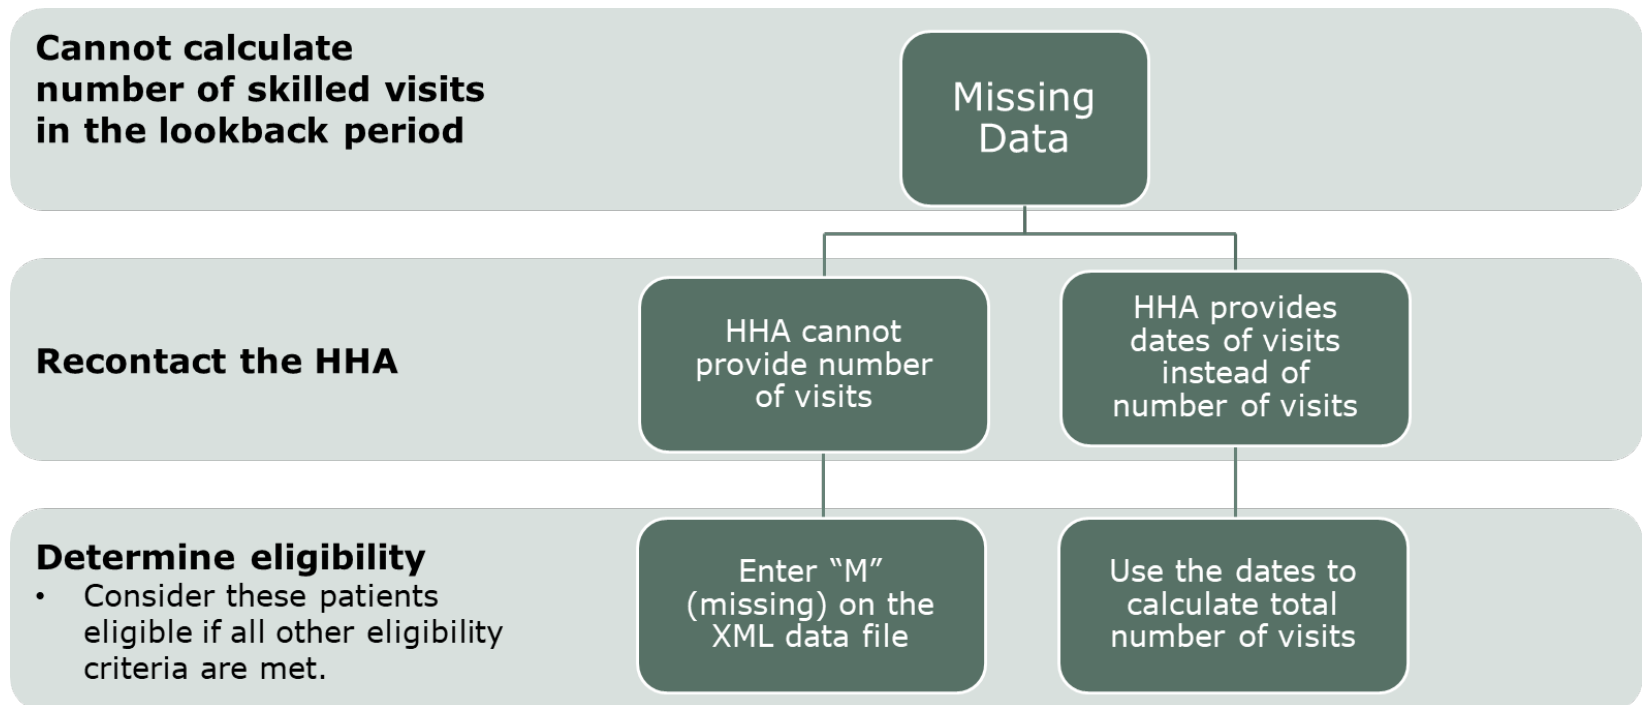 Cannot calculate
number of skilled visits
in the lookback period
Missing
Data
Recontact the HHA
HHA cannot
provide number
of visits
HHA provides
dates of visits
instead of
number of visits
Determine eligibility
• Consider these patients
eligible if all other eligibility
criteria are met.
Enter “M”
(missing) on the
XML data file
Use the dates to
calculate total
number of visits